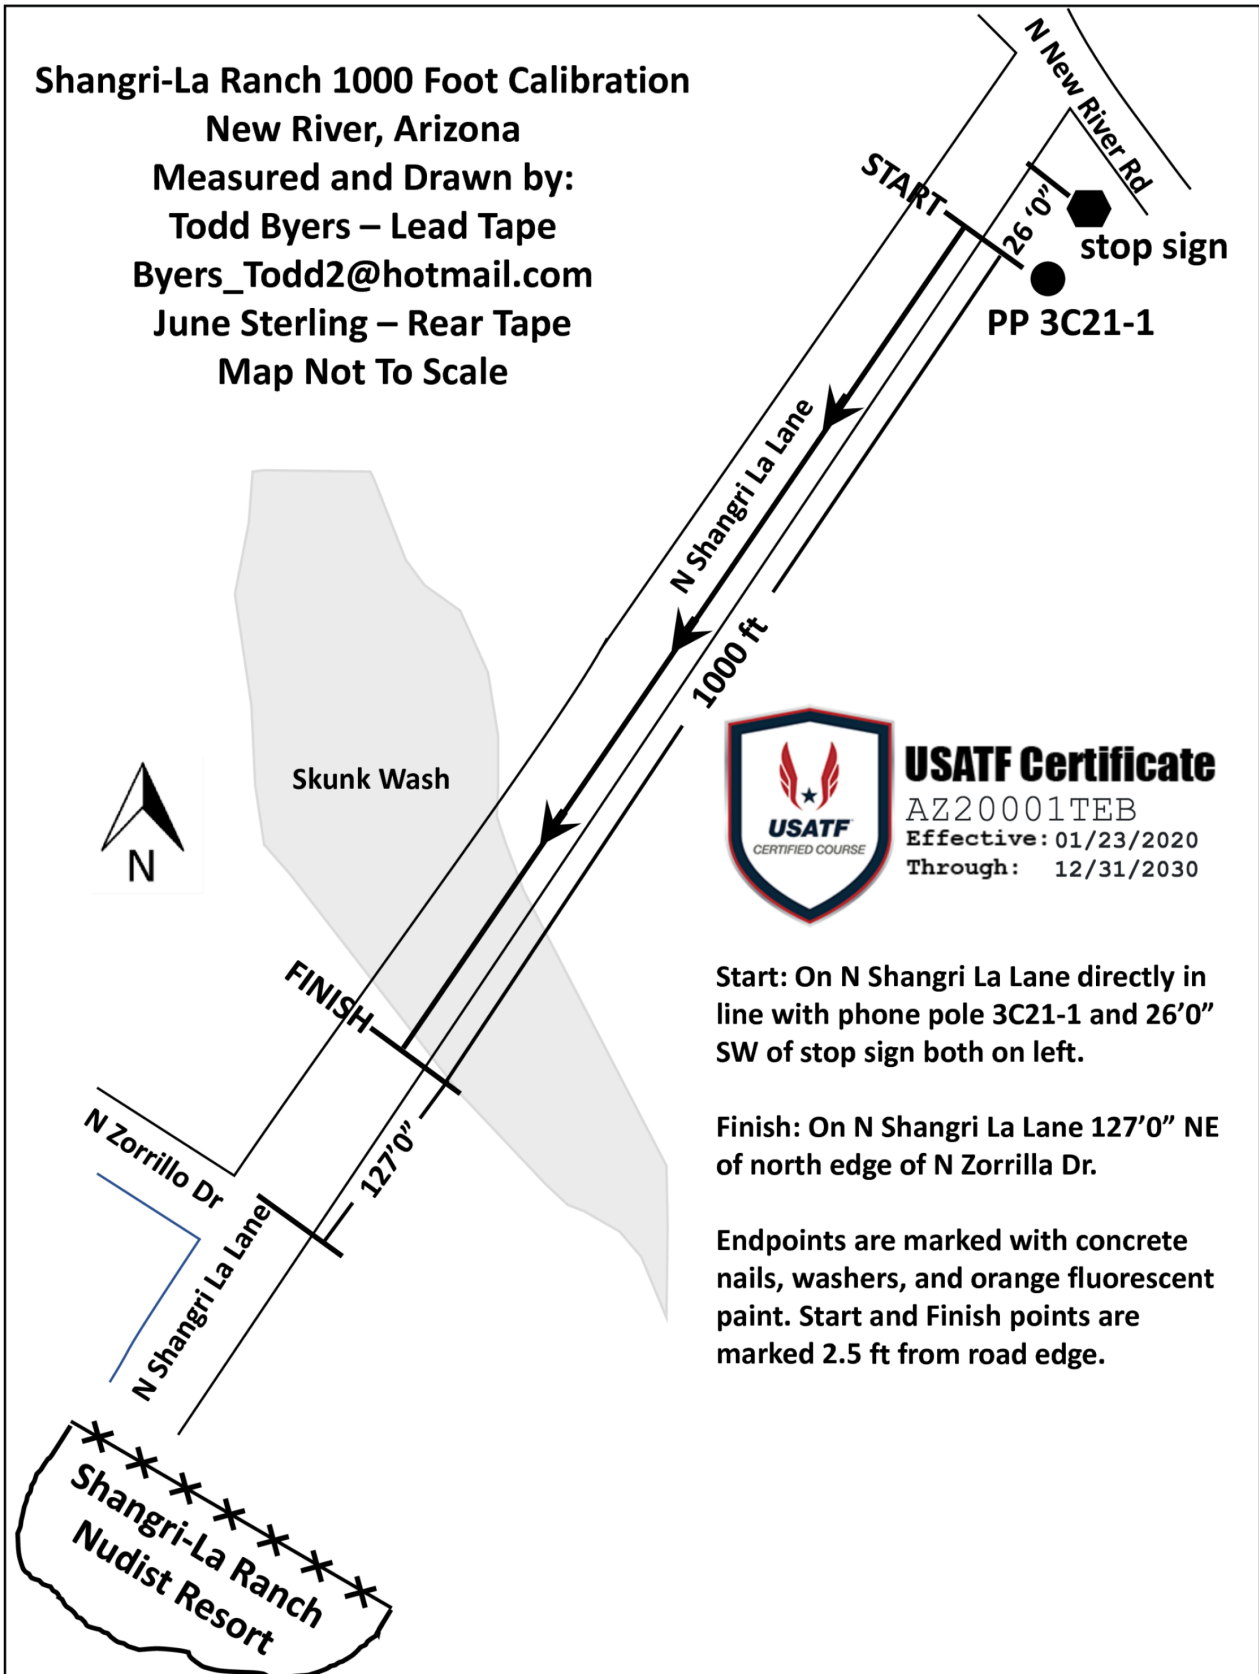 Shangri-La Ranch 1000 Foot Calibration
New River, Arizona
Measured and Drawn by:
Todd Byers – Lead Tape
Byers_Todd2@hotmail.com
June Sterling – Rear Tape
Map Not To Scale
N New River Rd
START
26 ‘0”
stop sign
PP 3C21-1
N Shangri La Lane
1000 ft
Skunk Wash
N
USATF
CERTIFIED COURSE
USATF Certificate
AZ20001TEB
Effective: 01/23/2020
Through: 12/31/2030
FINISH
127’0”
N Zorrillo Dr
N Shangri La Lane
Start: On N Shangri La Lane directly in
line with phone pole 3C21-1 and 26’0”
SW of stop sign both on left.
Finish: On N Shangri La Lane 127’0” NE
of north edge of N Zorrilla Dr.
Endpoints are marked with concrete
nails, washers, and orange fluorescent
paint. Start and Finish points are
marked 2.5 ft from road edge.
Shangri-La Ranch
Nudist Resort